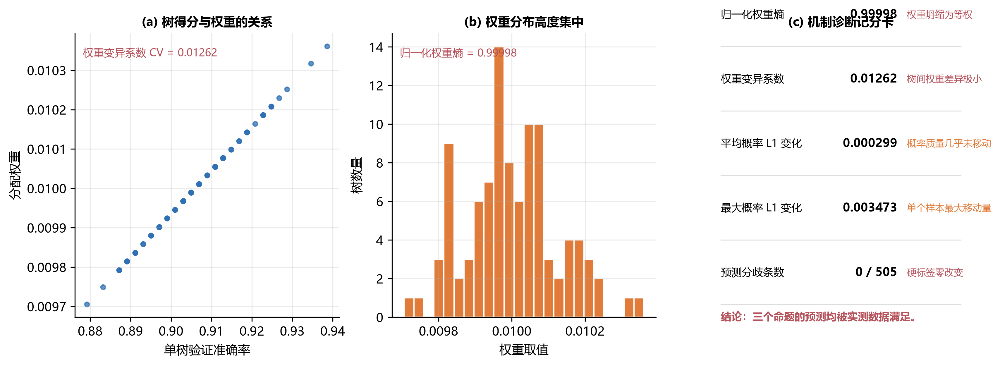 (a) 树得分与权重的关系
权重变异系数 CV = 0.01262
0.0103
0.0102
0.0101
0.0100
0.0099
0.0098
0.0097
分配权重
0.88 0.89 0.90 0.91 0.92 0.93 0.94
单树验证准确率
(b) 权重分布高度集中
归一化权重熵 = 0.99998
14
12
10
8
6
4
2
0
树数量
0.0098 0.0100 0.0102
权重取值
归一化权重熵 0.99998 权重坍缩为等权
(c) 机制诊断记分卡
权重变异系数 0.01262 树间权重差异极小
平均概率 L1 变化 0.000299 概率质量几乎未移动
最大概率 L1 变化 0.003473 单个样本最大移动量
预测分歧条数 0 / 505 硬标签零改变
结论：三个命题的预测均被实测数据满足。